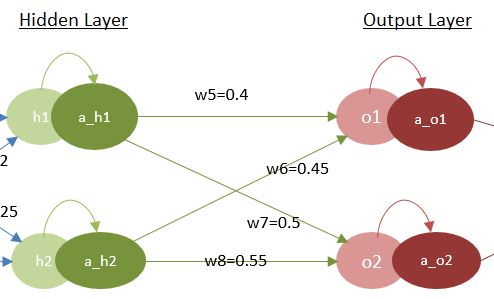 Hidden Layer
Output Layer
w5=0.4
h1
a_h1
o1
a_o1
2
w6=0.45
25
w7=0.5
h2
a_h2
w8=0.55
o2
a_o2